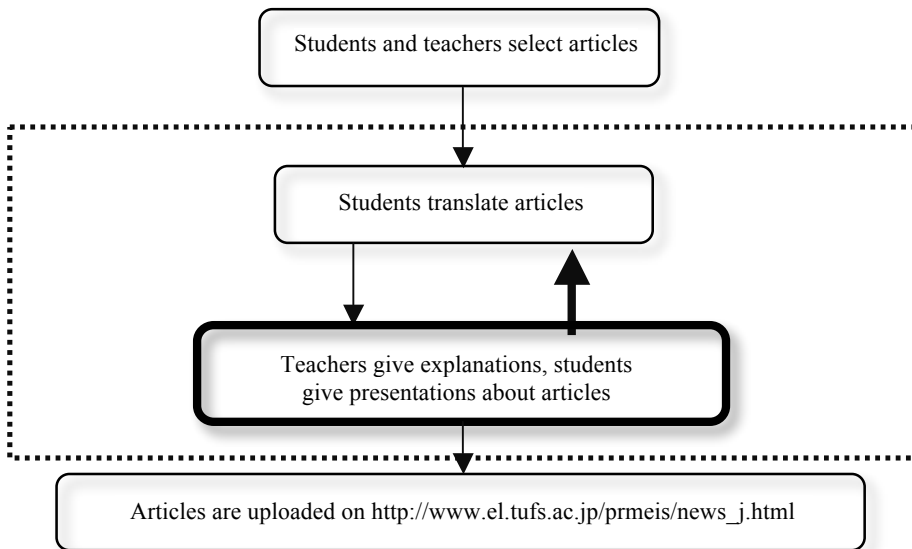 Students and teachers select articles
Students translate articles
Teachers give explanations, students
give presentations about articles
Articles are uploaded on http://www.el.tufs.ac.jp/prmeis/news_j.html